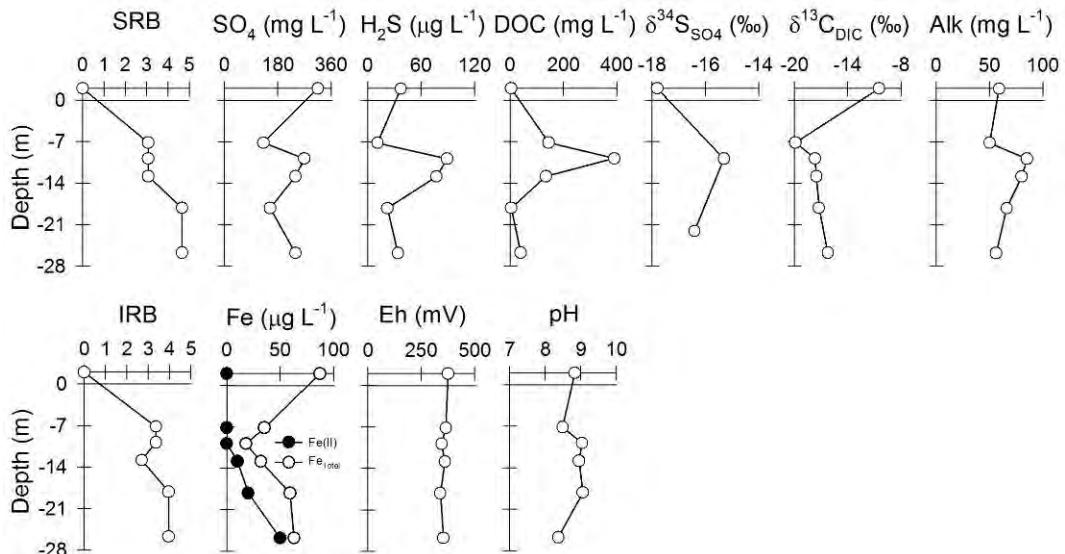 SRB SO₄ (mg L⁻¹) H₂S (μg L⁻¹) DOC (mg L⁻¹) δ³⁴S_SO4 (‰) δ¹³C_DIC (‰) Alk (mg L⁻¹)
0 1 2 3 4 5 0 180 360 0 60 120 0 200 400 -18 -16 -14 -20 -14 -8 0 50 100
0
-7
-14
-21
-28
Depth (m)
IRB Fe (μg L⁻¹) Eh (mV) pH
0 1 2 3 4 5 0 50 100 0 250 500 7 8 9 10
0
-7
-14
-21
-28
Depth (m)
Fe(II)
Fe_Total